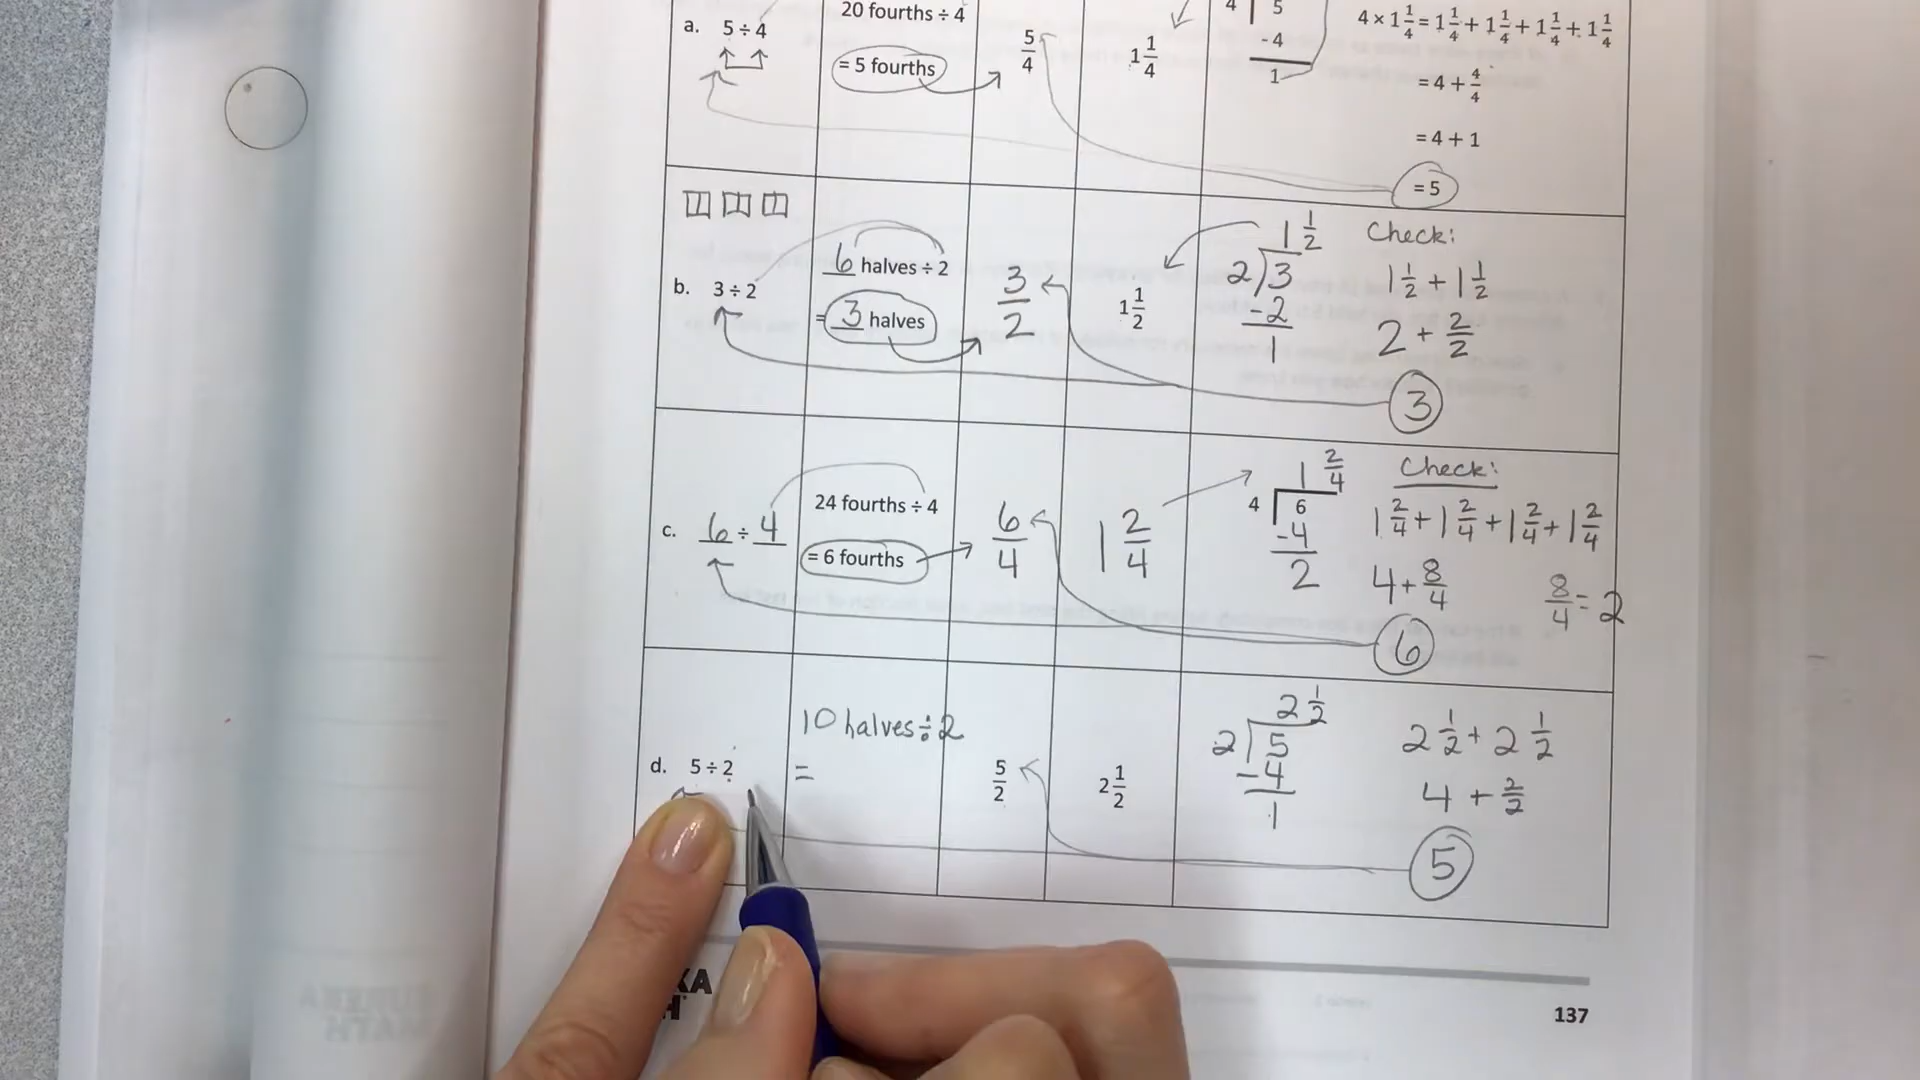 a. 5 ÷ 4
20 fourths ÷ 4
= 5 fourths
5/4
1 1/4
4 5
-4
1
4 × 1 1/4 = 1 1/4 + 1 1/4 + 1 1/4 + 1 1/4
= 4 + 4/4
= 4 + 1
= 5
b. 3 ÷ 2
6 halves ÷ 2
= 3 halves
3/2
1 1/2
1 1/2
2 ) 3
-2
1
Check:
1 1/2 + 1 1/2
2 + 2/2
3
c. 6 ÷ 4
24 fourths ÷ 4
= 6 fourths
6/4
1 2/4
1 2/4
4 6
-4
2
Check:
1 2/4 + 1 2/4 + 1 2/4 + 1 2/4
4 + 8/4
8/4 = 2
6
d. 5 ÷ 2
10 halves ÷ 2
=
5/2
2 1/2
2 1/2
2 ) 5
-4
1
2 1/2 + 2 1/2
4 + 2/2
5
137